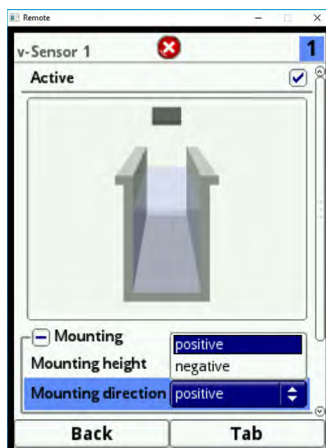 Remote
v-Sensor 1
1
Active
Mounting
positive
Mounting height
negative
Mounting direction
positive
Back
Tab